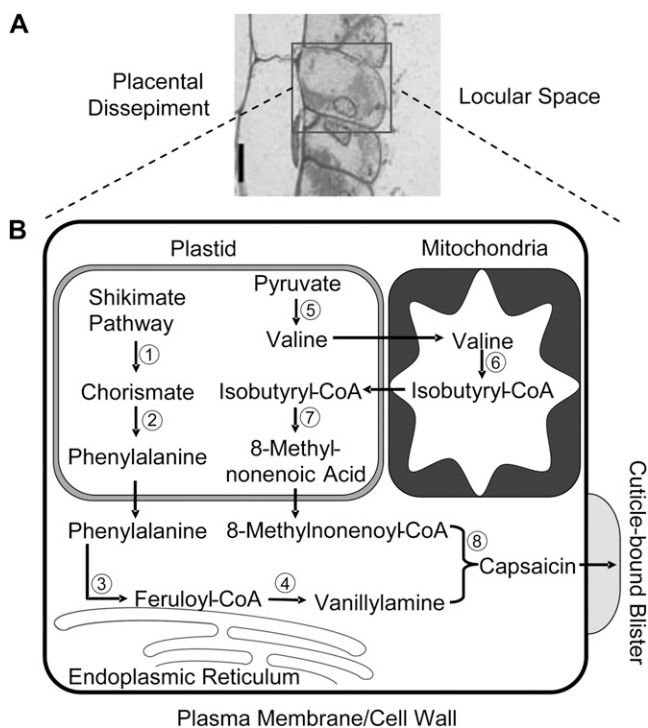 A
Placental
Dissepiment
Locular Space
B
Plastid
Mitochondria
Shikimate
Pathway
Pyruvate
1
5
Valine
Valine
6
Chorismate
Isobutyryl-CoA
Isobutyryl-CoA
2
7
Phenylalanine
8-Methyl-
nonenoic Acid
Phenylalanine
8-Methylnonenoyl-CoA
8
3
Feruloyl-CoA
4
Vanillylamine
Capsaicin
Cuticle-bound Blister
Endoplasmic Reticulum
Plasma Membrane/Cell Wall